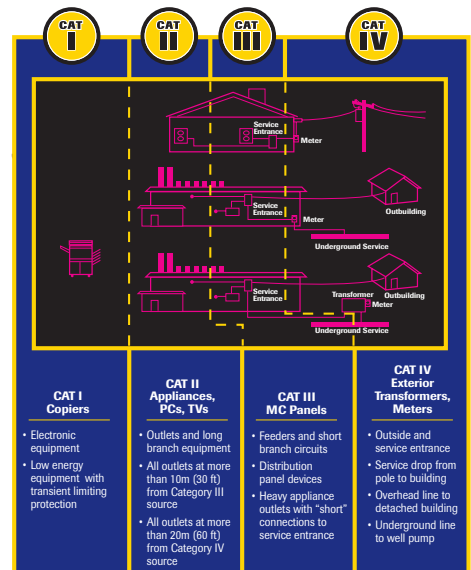 CAT
I
CAT
II
CAT
III
CAT
IV
Service
Entrance
Meter
Service
Entrance
Meter
Outbuilding
Underground Service
Service
Entrance
Transformer
Meter
Outbuilding
Underground Service
CAT I
Copiers
• Electronic
equipment
• Low energy
equipment with
transient limiting
protection
CAT II
Appliances,
PCs, TVs
• Outlets and long
branch equipment
• All outlets at more
than 10m (30 ft)
from Category III
source
• All outlets at more
than 20m (60 ft)
from Category IV
source
CAT III
MC Panels
• Feeders and short
branch circuits
• Distribution
panel devices
• Heavy appliance
outlets with “short”
connections to
service entrance
CAT IV
Exterior
Transformers,
Meters
• Outside and
service entrance
• Service drop from
pole to building
• Overhead line to
detached building
• Underground line
to well pump